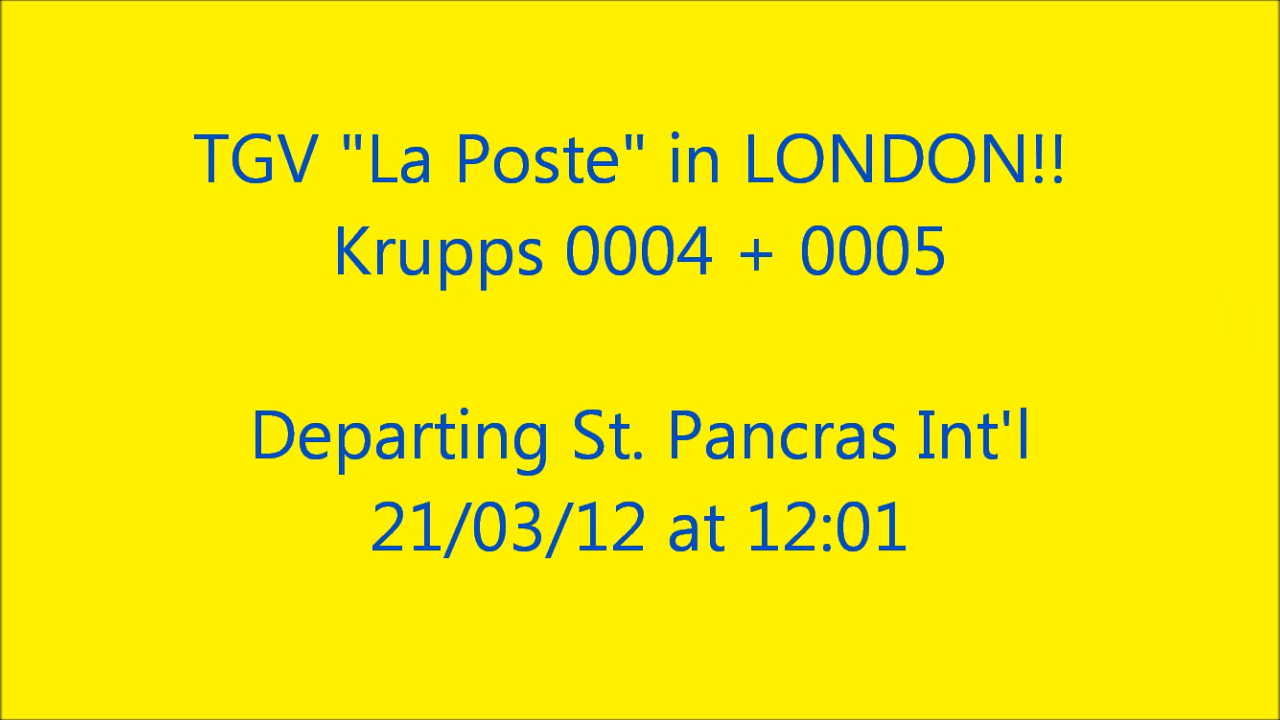 TGV "La Poste" in LONDON!!
Krupps 0004 + 0005
Departing St. Pancras Int'l
21/03/12 at 12:01